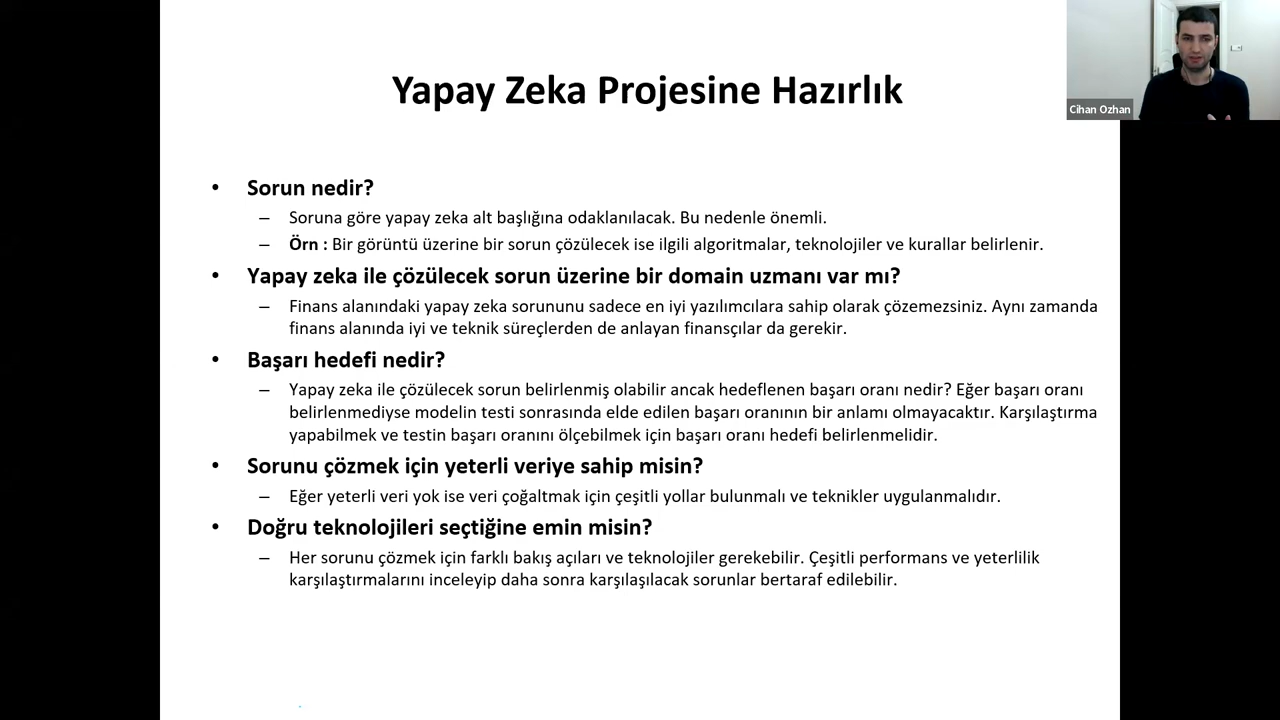 Yapay Zeka Projesine Hazırlık
Cihan Ozhan
• Sorun nedir?
– Soruna göre yapay zeka alt başlığına odaklanılacak. Bu nedenle önemli.
– Örn : Bir görüntü üzerine bir sorun çözülecek ise ilgili algoritmalar, teknolojiler ve kurallar belirlenir.
• Yapay zeka ile çözülecek sorun üzerine bir domain uzmanı var mı?
– Finans alanındaki yapay zeka sorununu sadece en iyi yazılımcılara sahip olarak çözemezsiniz. Aynı zamanda
finans alanında iyi ve teknik süreçlerden de anlayan finansçılar da gerekir.
• Başarı hedefi nedir?
– Yapay zeka ile çözülecek sorun belirlenmiş olabilir ancak hedeflenen başarı oranı nedir? Eğer başarı oranı
belirlenmediyse modelin testi sonrasında elde edilen başarı oranının bir anlamı olmayacaktır. Karşılaştırma
yapabilmek ve testin başarı oranını ölçebilmek için başarı oranı hedefi belirlenmelidir.
• Sorunu çözmek için yeterli veriye sahip misin?
– Eğer yeterli veri yok ise veri çoğaltmak için çeşitli yollar bulunmalı ve teknikler uygulanmalıdır.
• Doğru teknolojileri seçtiğine emin misin?
– Her sorunu çözmek için farklı bakış açıları ve teknolojiler gerekebilir. Çeşitli performans ve yeterlilik
karşılaştırmalarını inceleyip daha sonra karşılaşılacak sorunlar bertaraf edilebilir.